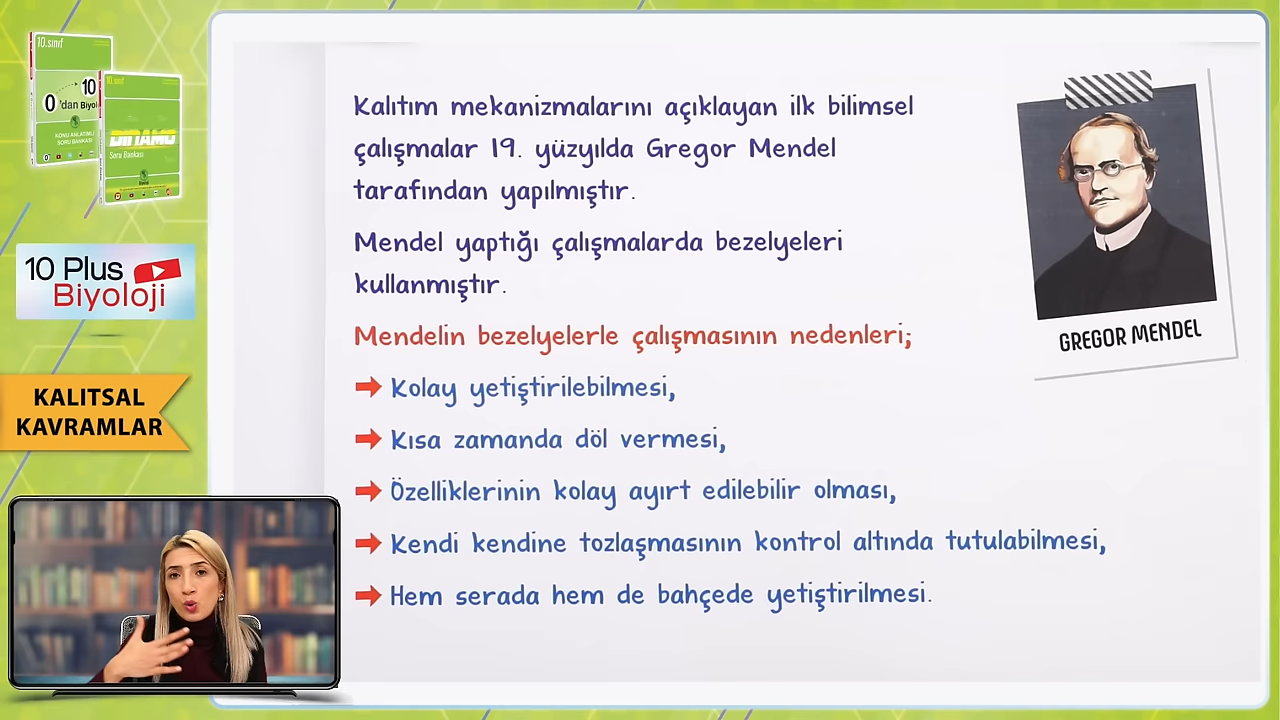 10.sınıf
0 'dan 10
Biyoloji
KONU ANLATIMLI
SORU BANKASI
10.sınıf
DİNAMO
Soru Bankası
10 Plus
Biyoloji
KALITSAL
KAVRAMLAR
Kalıtım mekanizmalarını açıklayan ilk bilimsel
çalışmalar 19. yüzyılda Gregor Mendel
tarafından yapılmıştır.
Mendel yaptığı çalışmalarda bezelyeleri
kullanmıştır.
Mendelin bezelyelerle çalışmasının nedenleri;
Kolay yetiştirilebilmesi,
Kısa zamanda döl vermesi,
Özelliklerinin kolay ayırt edilebilir olması,
Kendi kendine tozlaşmasının kontrol altında tutulabilmesi,
Hem serada hem de bahçede yetiştirilmesi.
GREGOR MENDEL